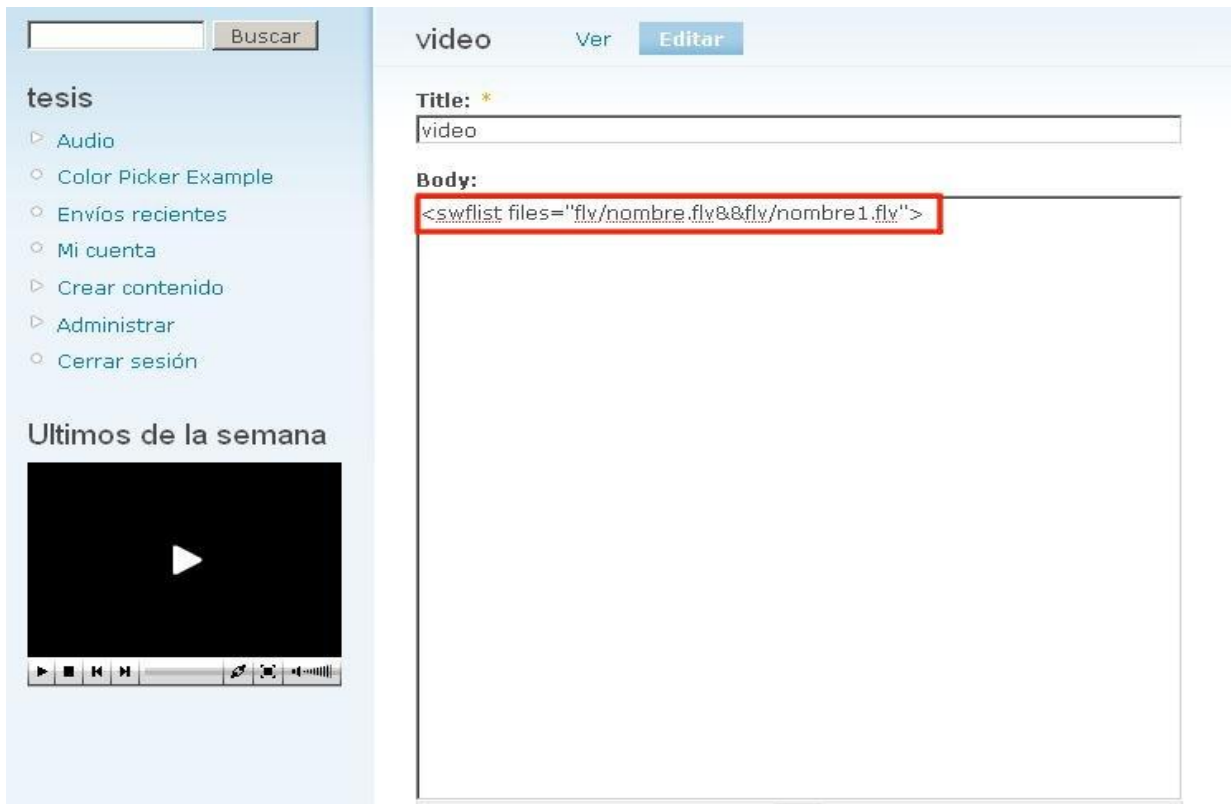 Buscar
tesis
Audio
Color Picker Example
Envíos recientes
Mi cuenta
Crear contenido
Administrar
Cerrar sesión
Ultimos de la semana
video Ver Editar
Title: *
video
Body:
<swflist files="flv/nombre.flv&&flv/nombre1.flv">